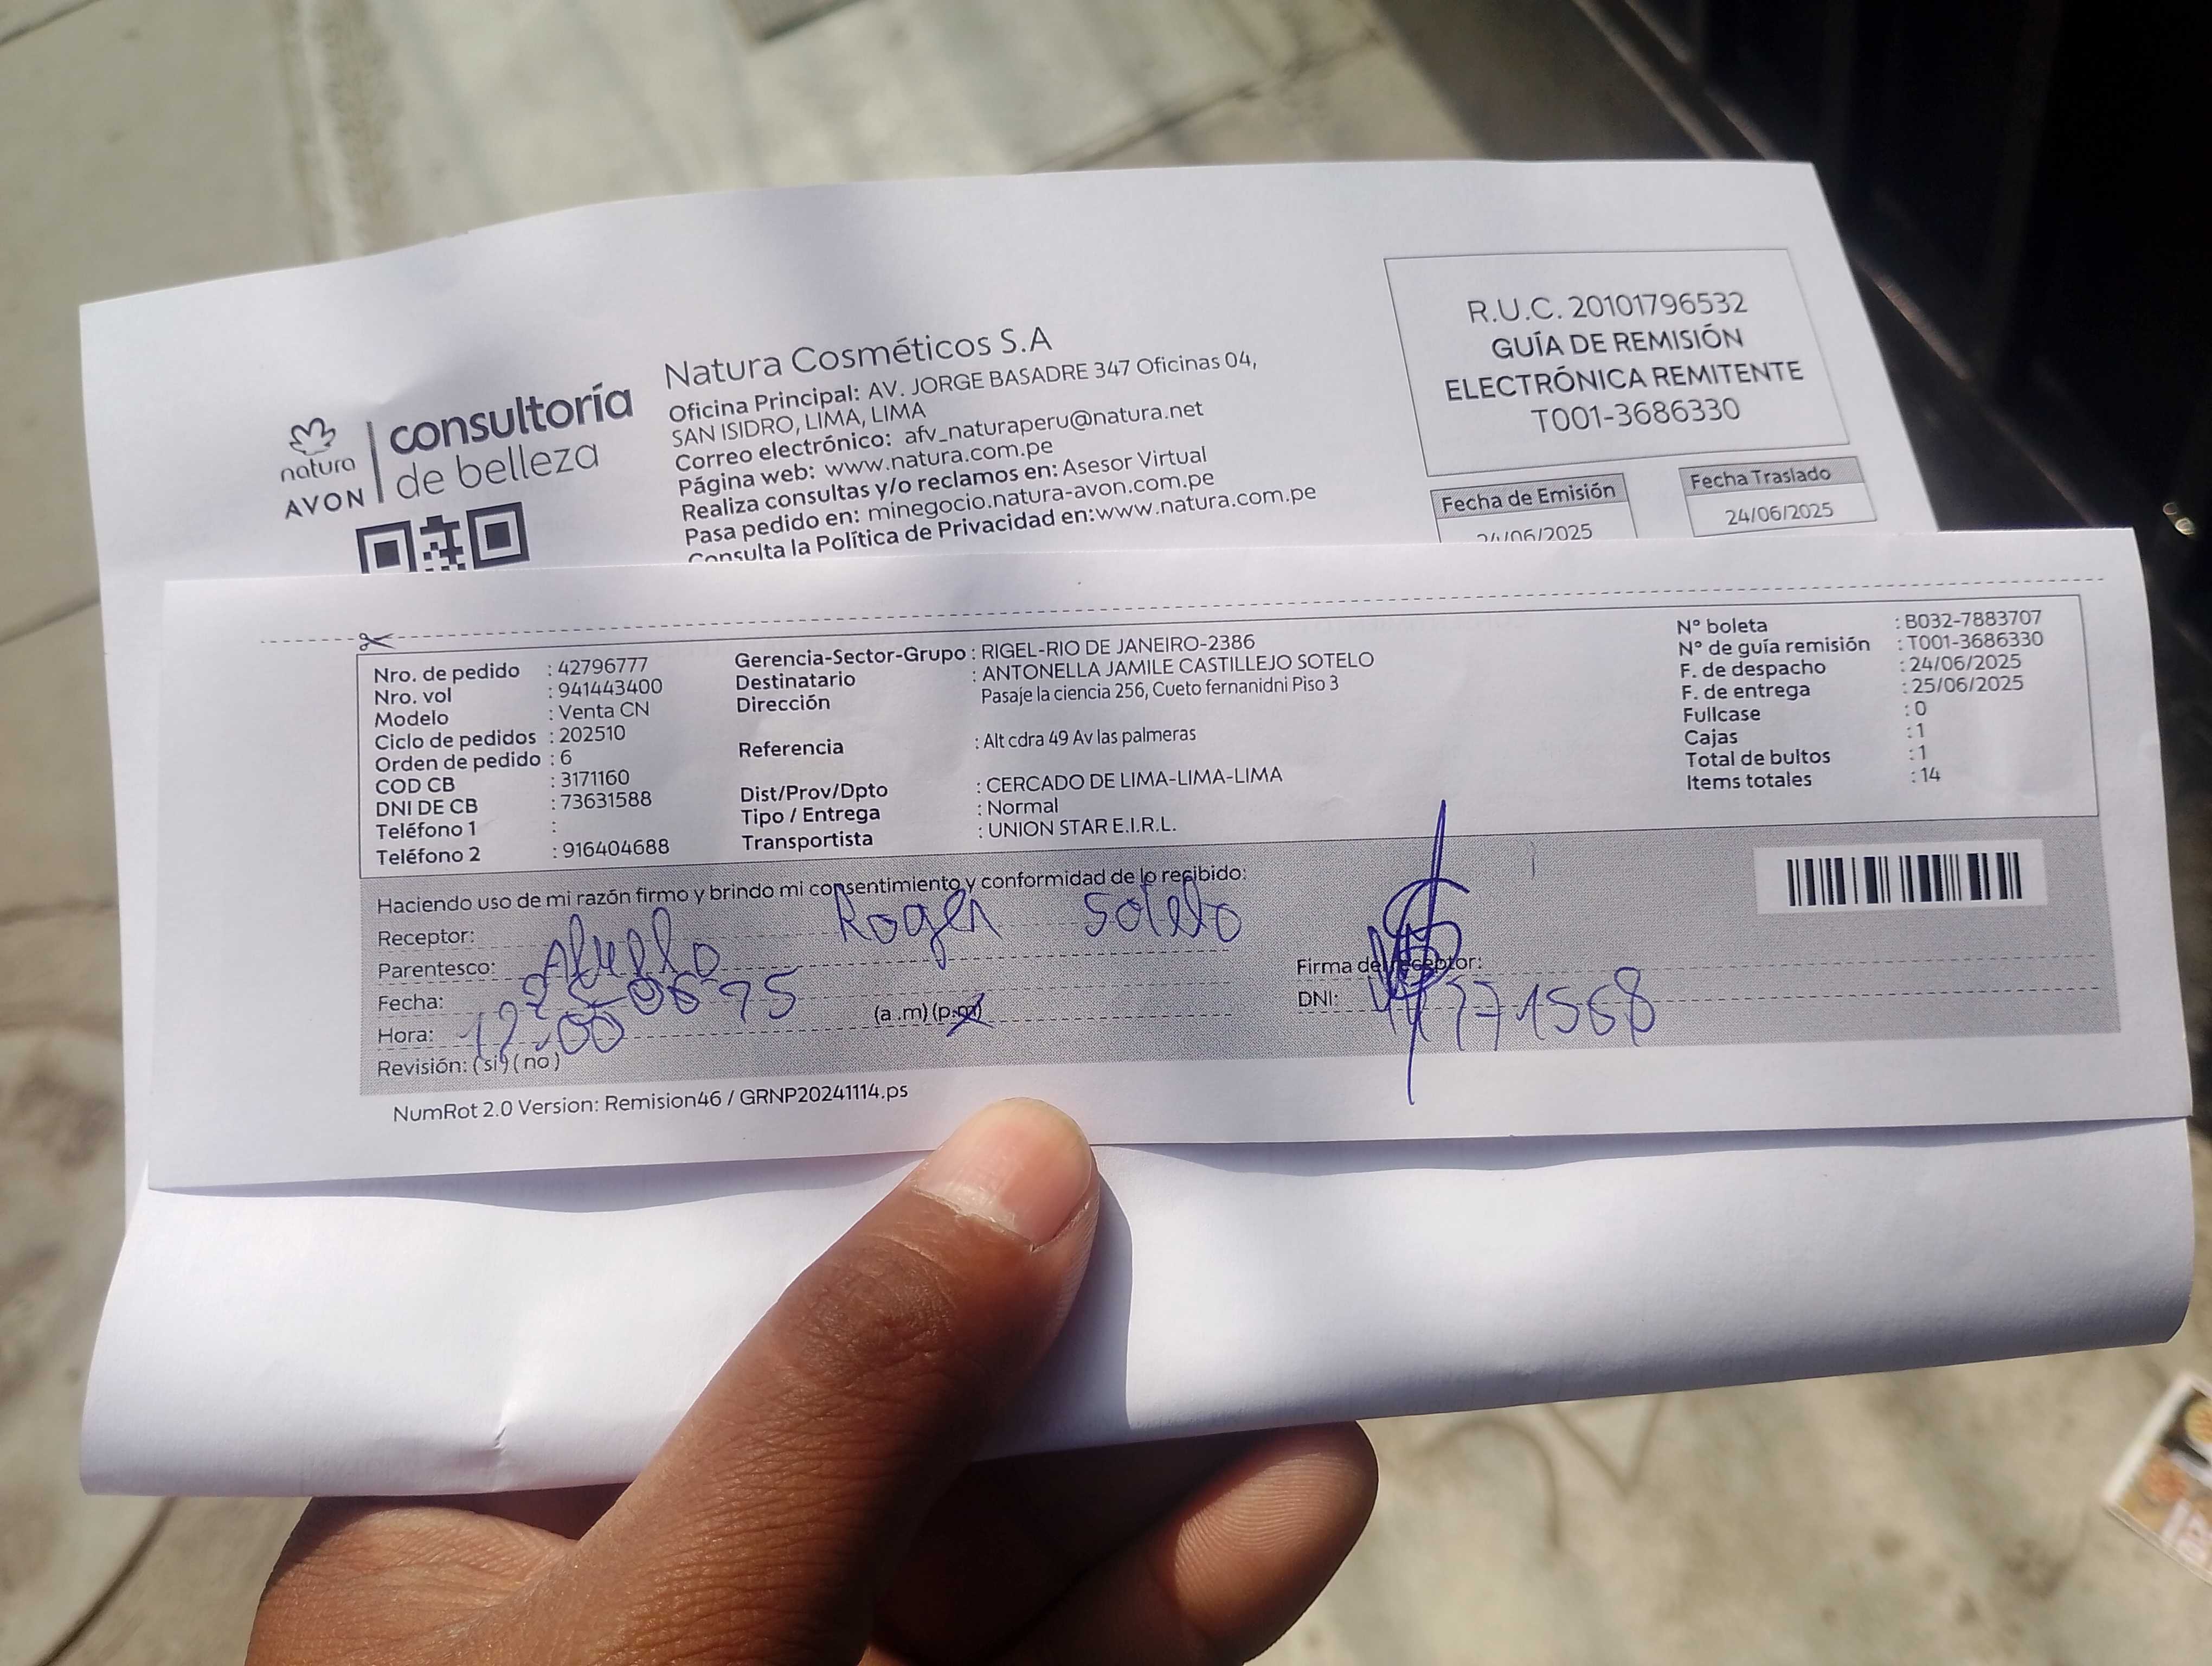 natura
AVON
consultoría
de belleza
Natura Cosméticos S.A
Oficina Principal: AV. JORGE BASADRE 347 Oficinas 04,
SAN ISIDRO, LIMA, LIMA
Correo electrónico: afv_naturaperu@natura.net
Página web: www.natura.com.pe
Realiza consultas y/o reclamos en: Asesor Virtual
Pasa pedido en: minegocio.natura-avon.com.pe
Consulta la Política de Privacidad en:www.natura.com.pe
R.U.C. 20101796532
GUÍA DE REMISIÓN
ELECTRÓNICA REMITENTE
T001-3686330
Fecha de Emisión
24/06/2025
Fecha Traslado
24/06/2025
Nro. de pedido : 42796777
Nro. vol : 941443400
Modelo : Venta CN
Ciclo de pedidos : 202510
Orden de pedido : 6
COD CB : 3171160
DNI DE CB : 73631588
Teléfono 1 :
Teléfono 2 : 916404688
Gerencia-Sector-Grupo : RIGEL-RIO DE JANEIRO-2386
Destinatario : ANTONELLA JAMILE CASTILLEJO SOTELO
Dirección Pasaje la ciencia 256, Cueto fernanidni Piso 3
Referencia : Alt cdra 49 Av las palmeras
Dist/Prov/Dpto : CERCADO DE LIMA-LIMA-LIMA
Tipo / Entrega : Normal
Transportista : UNION STAR E.I.R.L.
N° boleta : B032-7883707
N° de guía remisión : T001-3686330
F. de despacho : 24/06/2025
F. de entrega : 25/06/2025
Fullcase : 0
Cajas : 1
Total de bultos : 1
Items totales : 14
Haciendo uso de mi razón firmo y brindo mi consentimiento y conformidad de lo recibido:
Receptor: Roger Sotelo
Parentesco: Abuelo
Fecha:
Hora: 12:00 (a .m) (p.m)
Revisión: ( si ) ( no )
Firma del receptor:
DNI:
NumRot 2.0 Version: Remision46 / GRNP20241114.ps